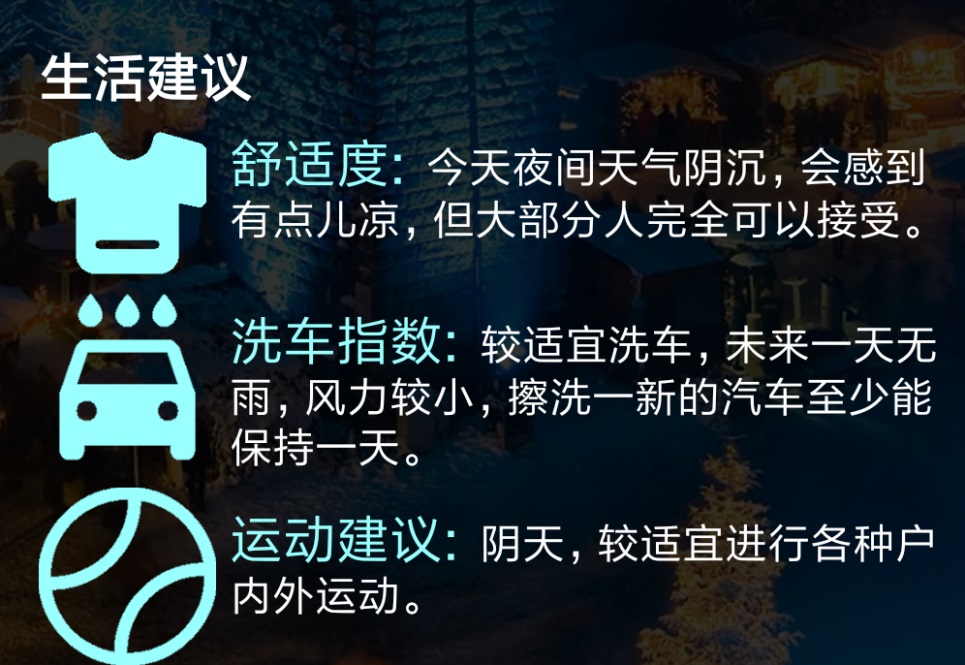 生活建议
舒适度：今天夜间天气阴沉，会感到
有点儿凉，但大部分人完全可以接受。
洗车指数：较适宜洗车，未来一天无
雨，风力较小，擦洗一新的汽车至少能
保持一天。
运动建议：阴天，较适宜进行各种户
内外运动。